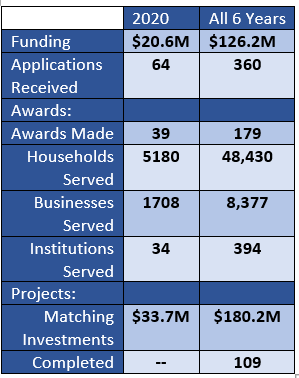 2020 All 6 Years
Funding $20.6M $126.2M
Applications 64 360
Received
Awards:
Awards Made 39 179
Households 5180 48,430
Served
Businesses 1708 8,377
Served
Institutions 34 394
Served
Projects:
Matching $33.7M $180.2M
Investments
Completed -- 109